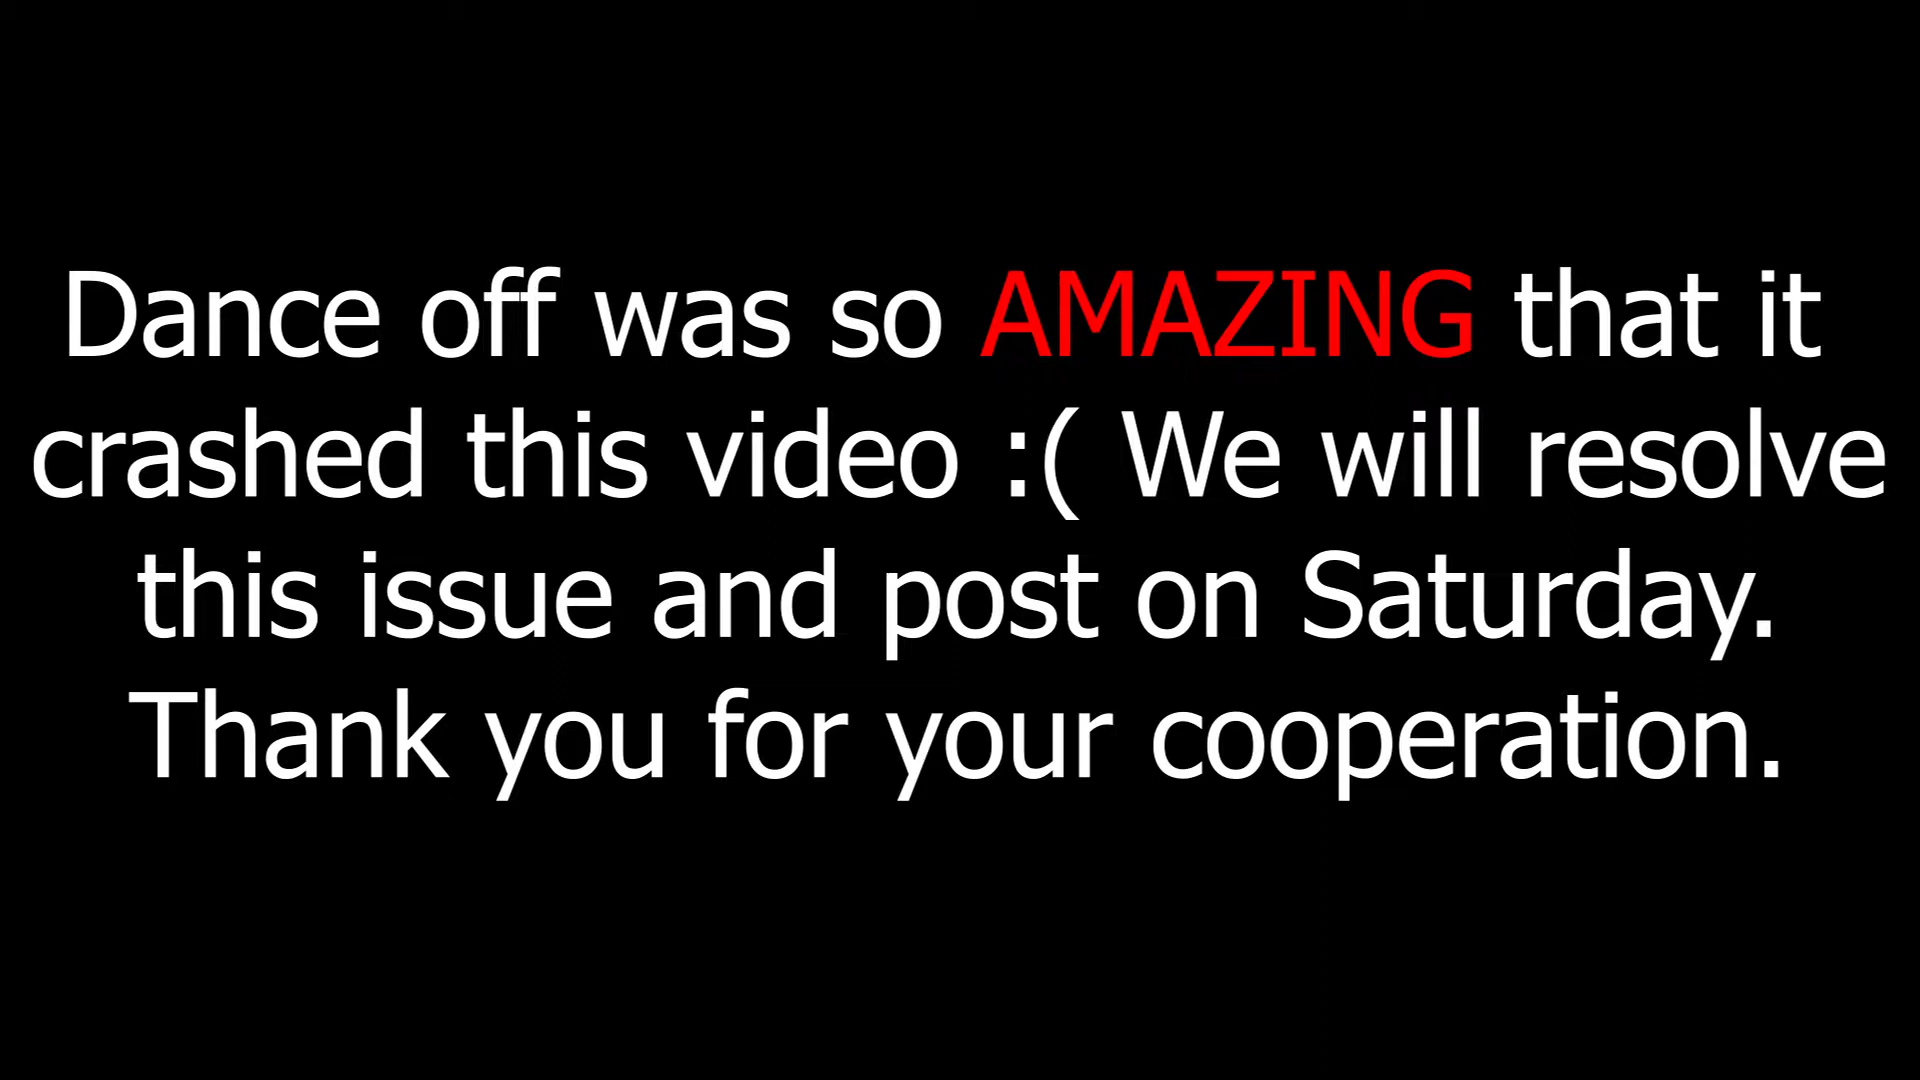 Dance off was so AMAZING that it
crashed this video :( We will resolve
this issue and post on Saturday.
Thank you for your cooperation.